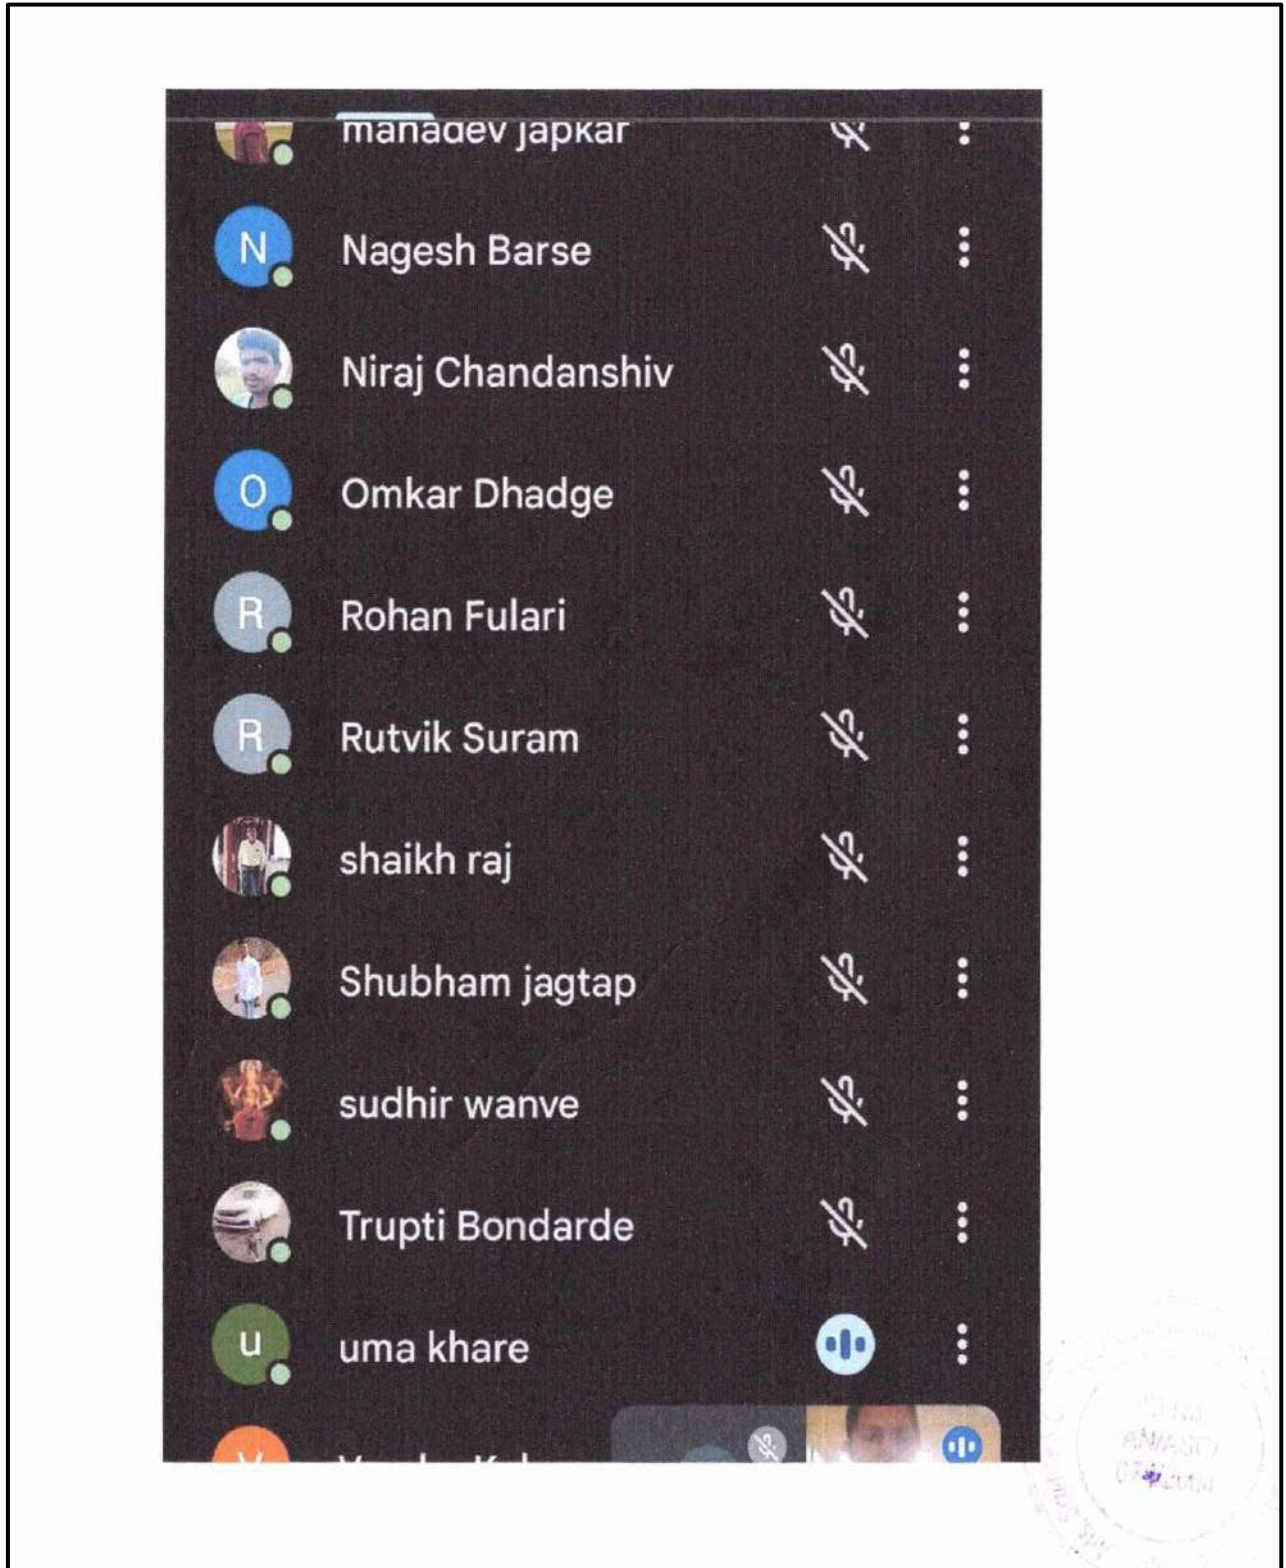 mahadev japkar
N Nagesh Barse
Niraj Chandanshiv
O Omkar Dhadge
R Rohan Fulari
R Rutvik Suram
shaikh raj
Shubham jagtap
sudhir wanve
Trupti Bondarde
u uma khare